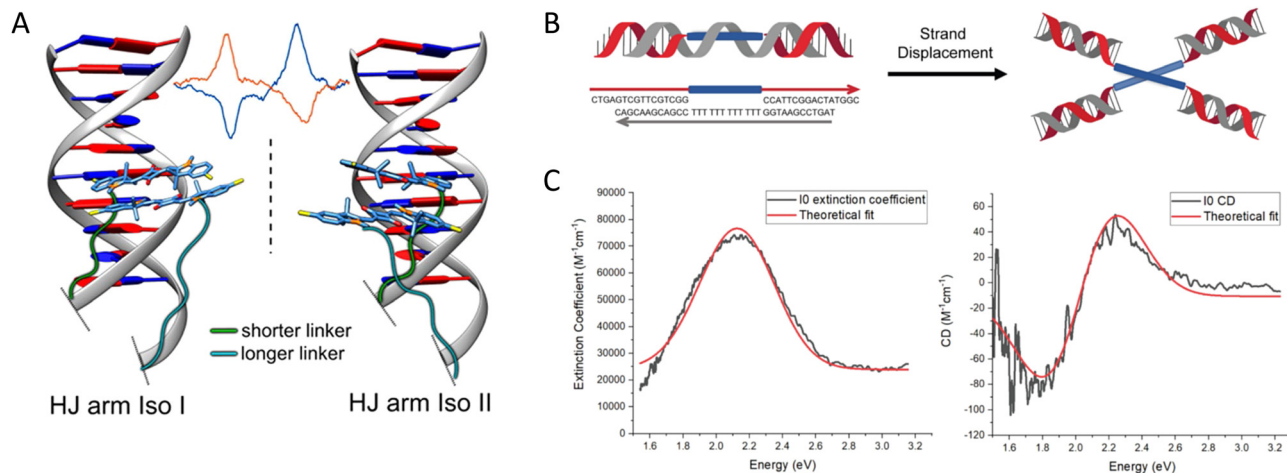 A
shorter linker
longer linker
HJ arm Iso I
HJ arm Iso II
B
CTGAGTCGTTCGTCGG
CCATTCGGACTATGGC
CAGCAAGCAGCC TTT TTT TTT TTT GGTAAGCCTGAT
Strand
Displacement
C
90000
80000
70000
60000
50000
40000
30000
20000
10000
0
Extinction Coefficient (M⁻¹cm⁻¹)
I0 extinction coefficient
Theoretical fit
1.6 1.8 2.0 2.2 2.4 2.6 2.8 3.0 3.2
Energy (eV)
60
40
20
0
-20
-40
-60
-80
-100
-120
CD (M⁻¹cm⁻¹)
I0 CD
Theoretical fit
1.6 1.8 2.0 2.2 2.4 2.6 2.8 3.0 3.2
Energy (eV)